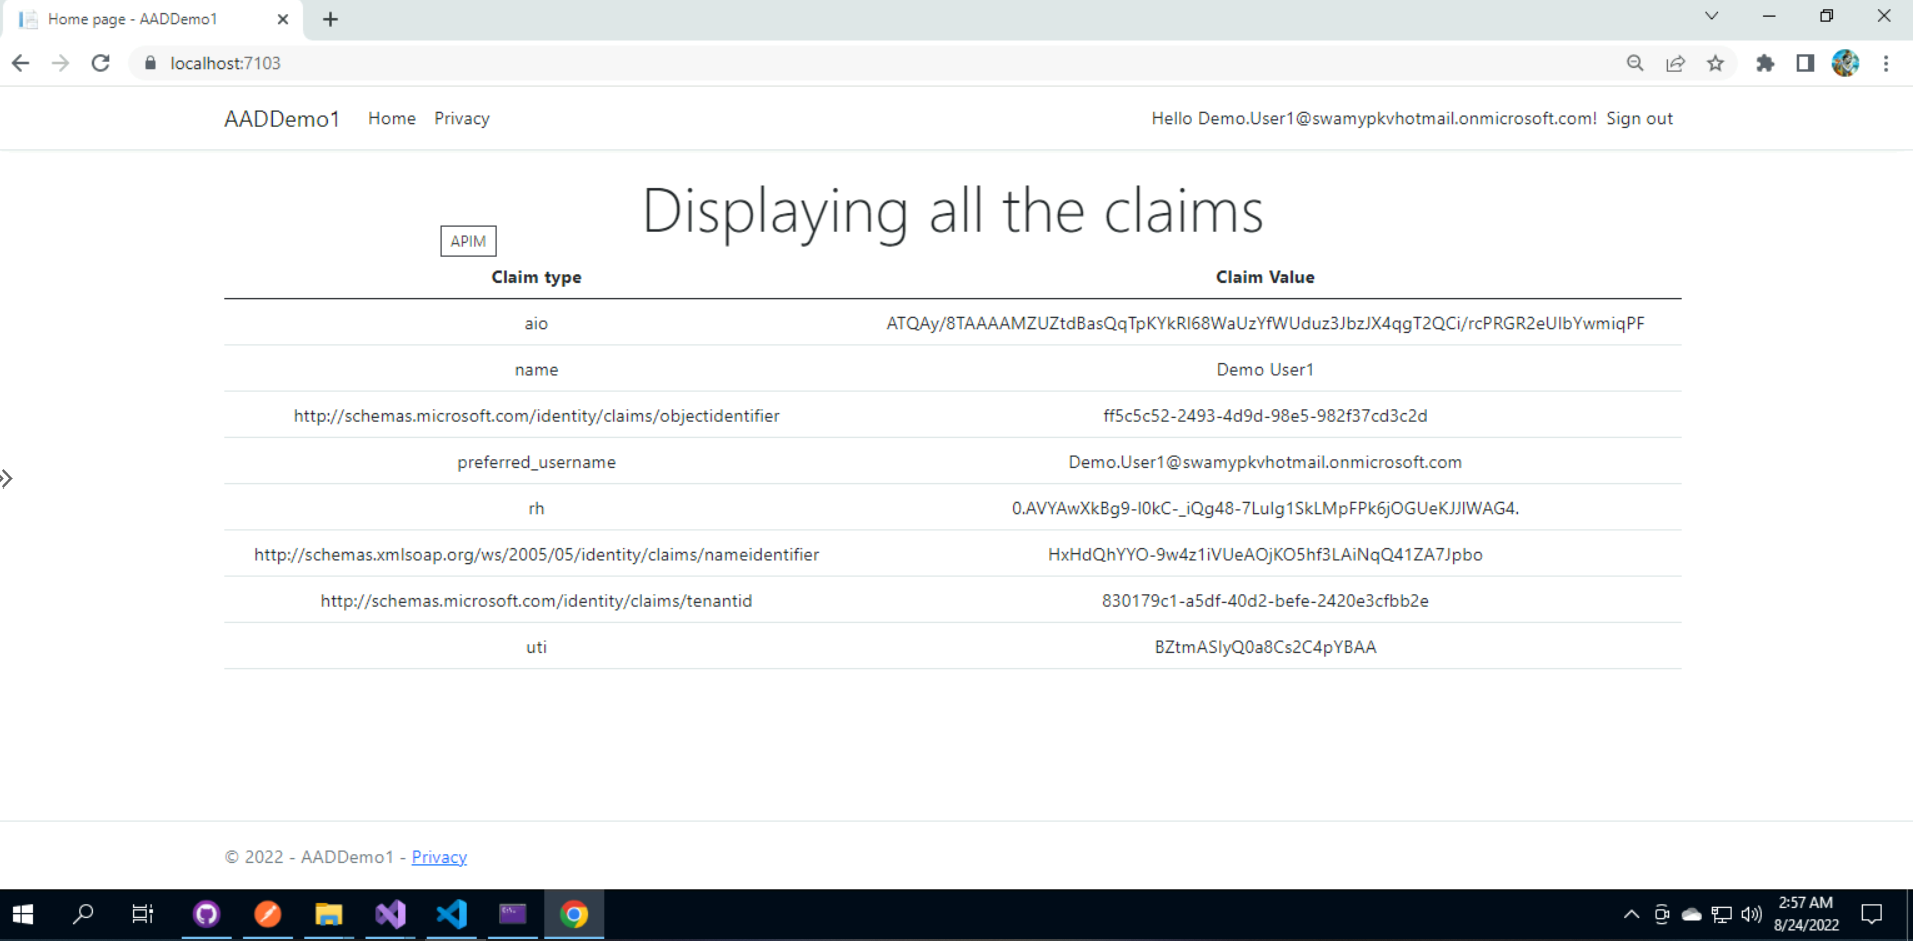 Home page - AADDemo1
localhost:7103
AADDemo1 Home Privacy Hello Demo.User1@swamypkvhotmail.onmicrosoft.com! Sign out
Displaying all the claims
APIM
Claim type Claim Value
aio ATQAy/8TAAAAMZUZtdBasQqTpKYkRI68WaUzYfWUduz3JbzJX4qgT2QCi/rcPRGR2eUIbYwmiqPF
name Demo User1
http://schemas.microsoft.com/identity/claims/objectidentifier ff5c5c52-2493-4d9d-98e5-982f37cd3c2d
preferred_username Demo.User1@swamypkvhotmail.onmicrosoft.com
rh 0.AVYAwXkBg9-l0kC-_iQg48-7LuIg1SkLMpFPk6jOGUeKJJIWAG4.
http://schemas.xmlsoap.org/ws/2005/05/identity/claims/nameidentifier HxHdQhYYO-9w4z1iVUeAOjKO5hf3LAiNqQ41ZA7Jpbo
http://schemas.microsoft.com/identity/claims/tenantid 830179c1-a5df-40d2-befe-2420e3cfbb2e
uti BZtmASIyQ0a8Cs2C4pYBAA
© 2022 - AADDemo1 - Privacy
2:57 AM
8/24/2022